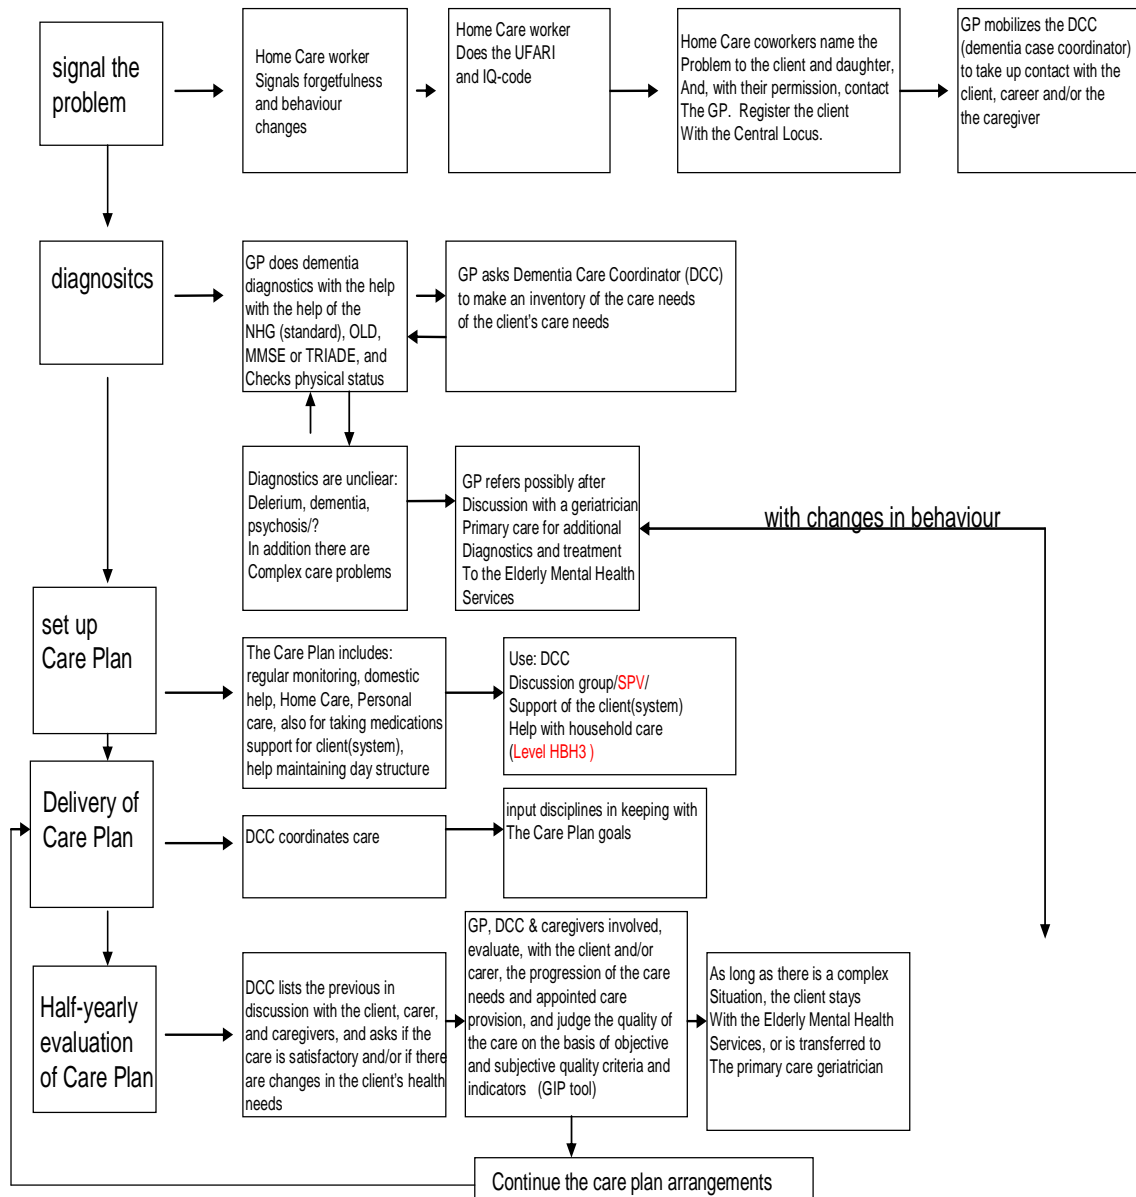 signal the
problem
Home Care worker
Signals forgetfulness
and behaviour
changes
Home Care worker
Does the UFARI
and IQ-code
Home Care coworkers name the
Problem to the client and daughter,
And, with their permission, contact
The GP.  Register the client
With the Central Locus.
GP mobilizes the DCC
(dementia case coordinator)
to take up contact with the
client, career and/or the
the caregiver
diagnositcs
GP does dementia
diagnostics with the help
with the help of the
NHG (standard), OLD,
MMSE or TRIADE, and
Checks physical status
GP asks Dementia Care Coordinator (DCC)
to make an inventory of the care needs
of the client's care needs
Diagnostics are uncliear:
Delerium, dementia,
psychosis/?
In addition there are
Complex care problems
GP refers possibly after
Discussion with a geriatrician
Primary care for additional
Diagnostics and treatment
To the Elderly Mental Health
Services
with changes in behaviour
set up
Care Plan
The Care Plan includes:
regular monitoring, domestic
help, Home Care, Personal
care, also for taking medications
support for client(system),
help maintaining day structure
Use: DCC
Discussion group/SPV/
Support of the client(system)
Help with household care
(Level HBH3 )
Delivery of
Care Plan
DCC coordinates care
input disciplines in keeping with
The Care Plan goals
Half-yearly
evaluation
of Care Plan
DCC lists the previous in
discussion with the client, carer,
and caregivers, and asks if the
care is satisfactory and/or if there
are changes in the client's health
needs
GP, DCC & caregivers involved,
evaluate, with the client and/or
carer, the progression of the care
needs and appointed care
provision, and judge the quality of
the care on the basis of objective
and subjective quality criteria and
indicators   (GIP tool)
As long as there is a complex
Situation, the client stays
With the Elderly Mental Health
Services, or is transferred to
The primary care geriatrician
Continue the care plan arrangements